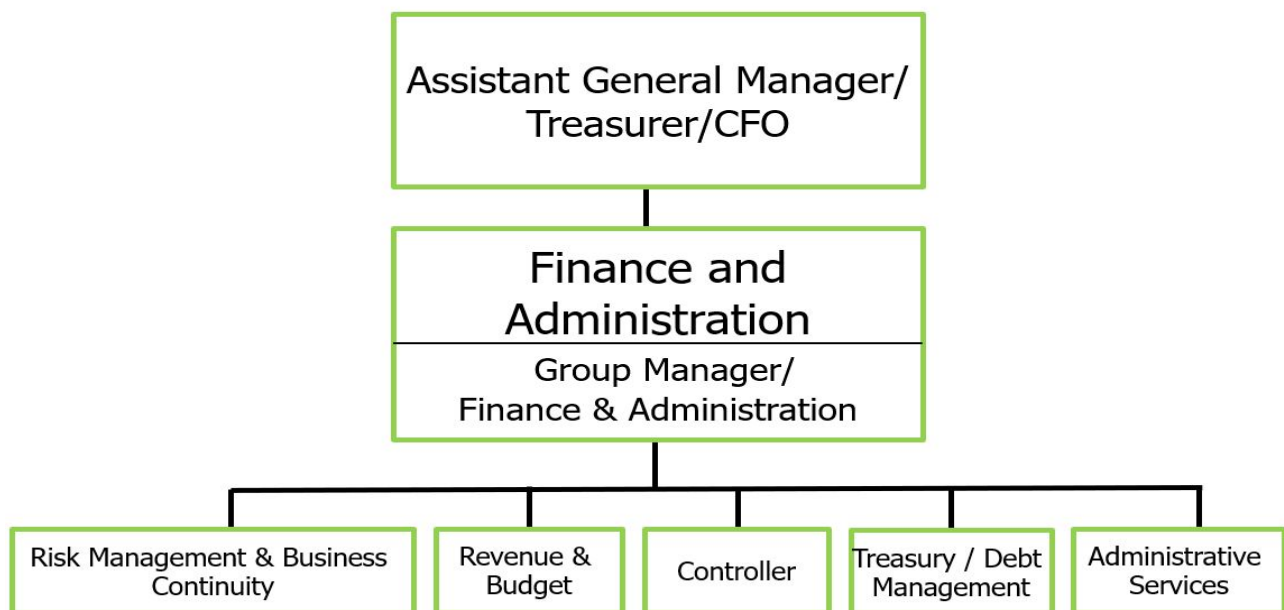 Assistant General Manager/
Treasurer/CFO
Finance and
Administration
Group Manager/
Finance & Administration
Risk Management & Business
Continuity
Revenue &
Budget
Controller
Treasury / Debt
Management
Administrative
Services